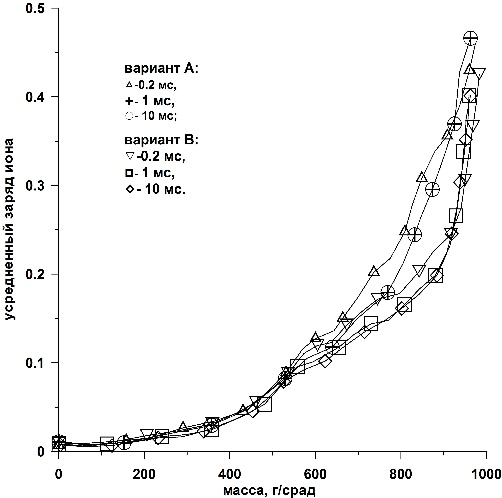 0.5
вариант А:
-0.2 мс,
- 1 мс,
- 10 мс;
вариант В:
-0.2 мс,
- 1 мс,
- 10 мс.
0.4
0.3
0.2
0.1
0
усредненный заряд иона
0 200 400 600 800 1000
масса, г/срад